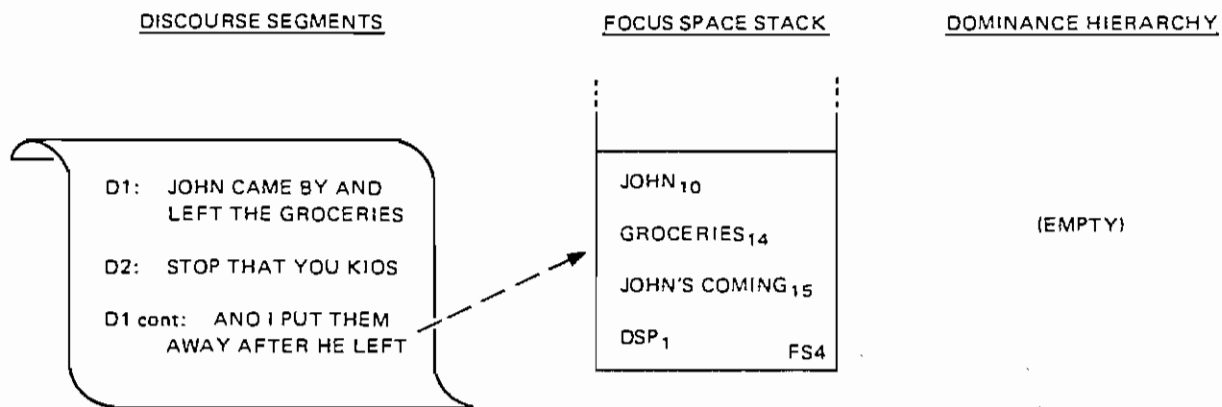 DISCOURSE SEGMENTS
FOCUS SPACE STACK
DOMINANCE HIERARCHY
D1: JOHN CAME BY AND
LEFT THE GROCERIES
D2: STOP THAT YOU KIOS
D1 cont: ANO I PUT THEM
AWAY AFTER HE LEFT
JOHN10
GROCERIES14
JOHN'S COMING15
DSP1
FS4
(EMPTY)